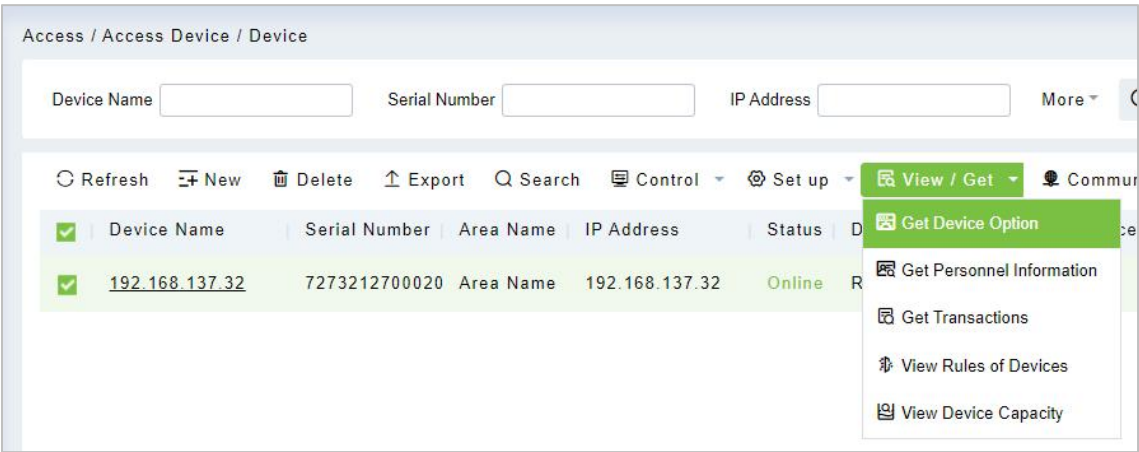 Access / Access Device / Device
Device Name Serial Number IP Address More
Refresh New Delete Export Search Control Set up View / Get Commun
Device Name Serial Number Area Name IP Address Status D
Get Device Option
192.168.137.32 7273212700020 Area Name 192.168.137.32 Online R
Get Personnel Information
Get Transactions
View Rules of Devices
View Device Capacity